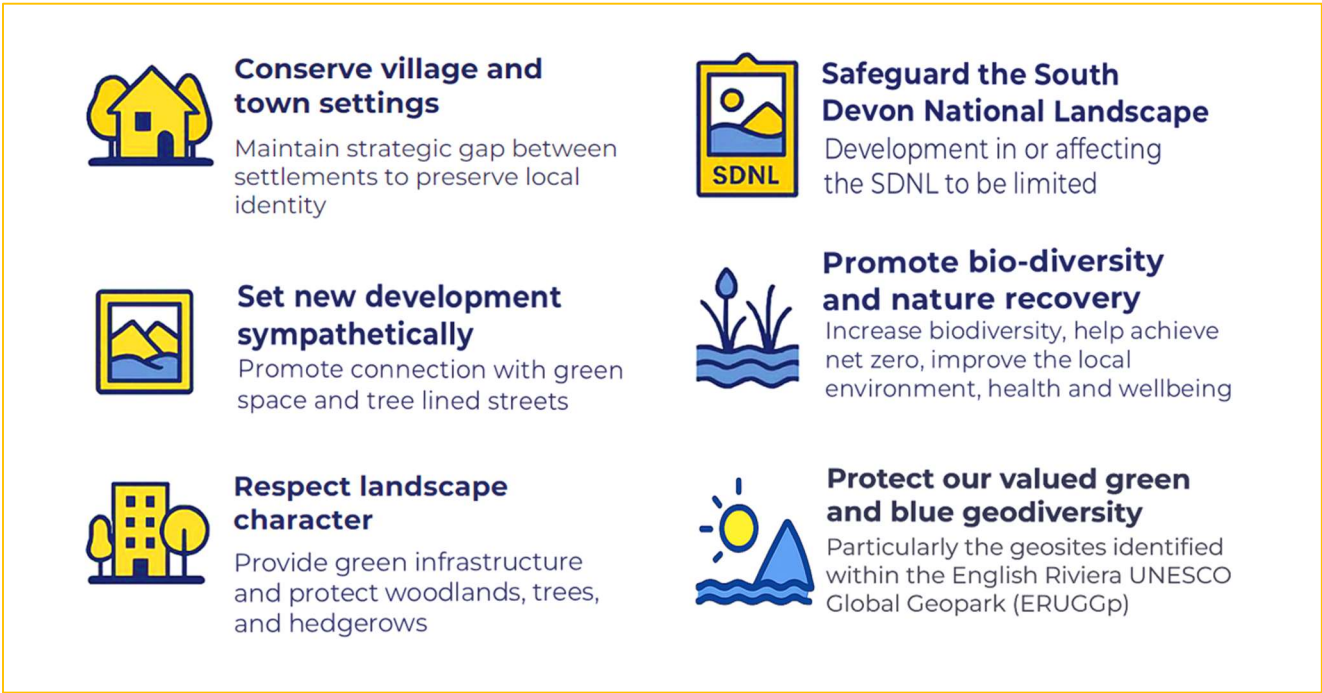 Conserve village and
town settings
Maintain strategic gap between
settlements to preserve local
identity
Set new development
sympathetically
Promote connection with green
space and tree lined streets
Respect landscape
character
Provide green infrastructure
and protect woodlands, trees,
and hedgerows
Safeguard the South
Devon National Landscape
Development in or affecting
the SDNL to be limited
SDNL
Promote bio-diversity
and nature recovery
Increase biodiversity, help achieve
net zero, improve the local
environment, health and wellbeing
Protect our valued green
and blue geodiversity
Particularly the geosites identified
within the English Riviera UNESCO
Global Geopark (ERUGGp)